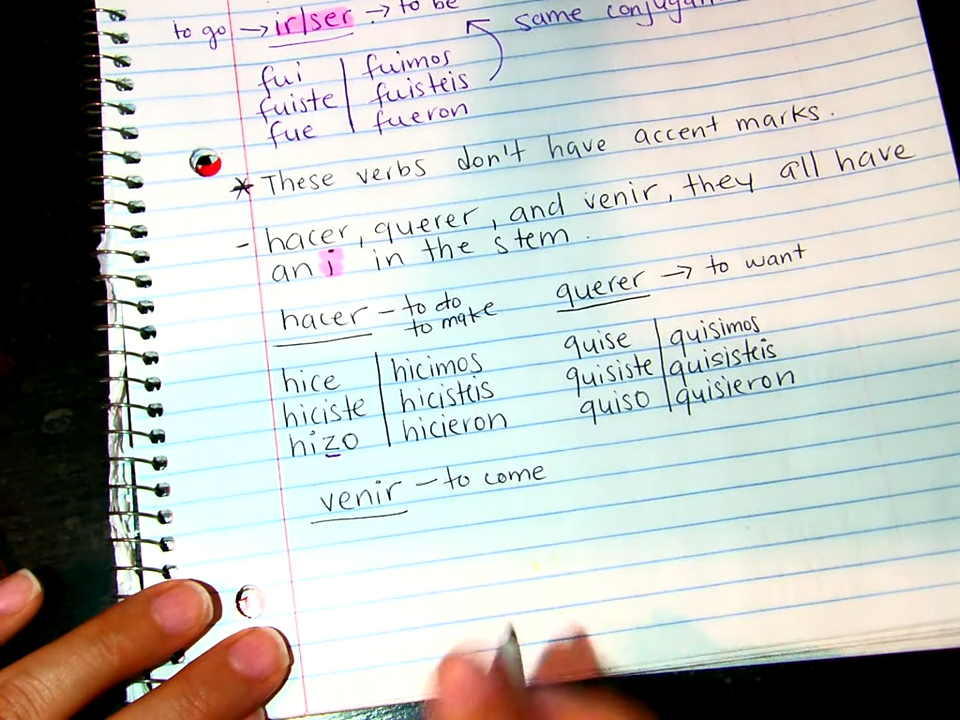 to go → ir/ser → to be
same
fui | fuimos
fuiste | fuisteis
fue | fueron
* These verbs don't have accent marks.
- hacer, querer, and venir, they all have
an i in the stem.
hacer - to do
to make
hice | hicimos
hiciste | hicisteis
hizo | hicieron
querer → to want
quise | quisimos
quisiste | quisisteis
quiso | quisieron
venir - to come